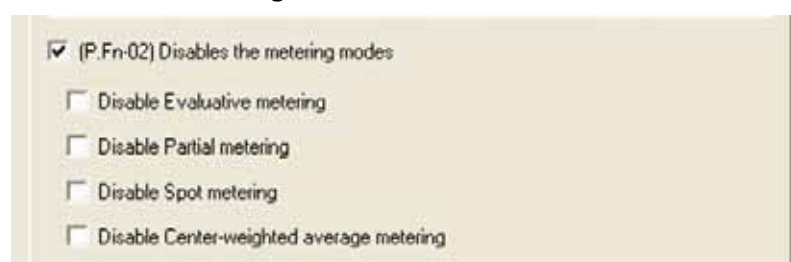 (P.Fn-02) Disables the metering modes
Disable Evaluative metering
Disable Partial metering
Disable Spot metering
Disable Center-weighted average metering